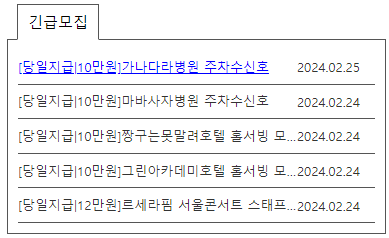 긴급모집
[당일지급|10만원]가나다라병원 주차수신호 2024.02.25
[당일지급|10만원]마바사자병원 주차수신호 2024.02.24
[당일지급|10만원]짱구는못말려호텔 홀서빙 모...2024.02.24
[당일지급|10만원]그린아카데미호텔 홀서빙 모...2024.02.24
[당일지급|12만원]르세라핌 서울콘서트 스태프...2024.02.24